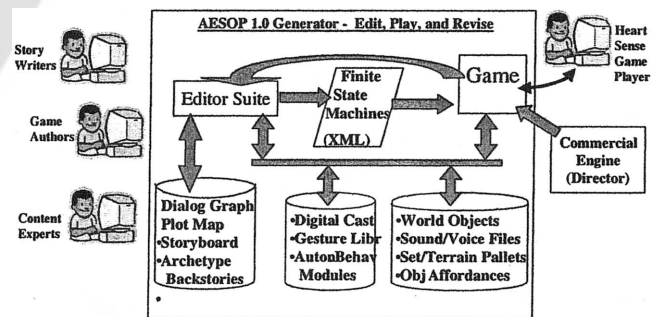 AESOP 1.0 Generator - Edit, Play, and Revise
Story
Writers
Game
Authors
Content
Experts
Editor Suite
Finite
State
Machines
(XML)
Game
Heart
Sense
Game
Player
Commercial
Engine
(Director)
Dialog Graph
Plot Map
•Storyboard
•Archetype
Backstories
•Digital Cast
•Gesture Libr
•AutonBehav
Modules
•World Objects
•Sound/Voice Files
•Set/Terrain Pallets
•Obj Affordances
•